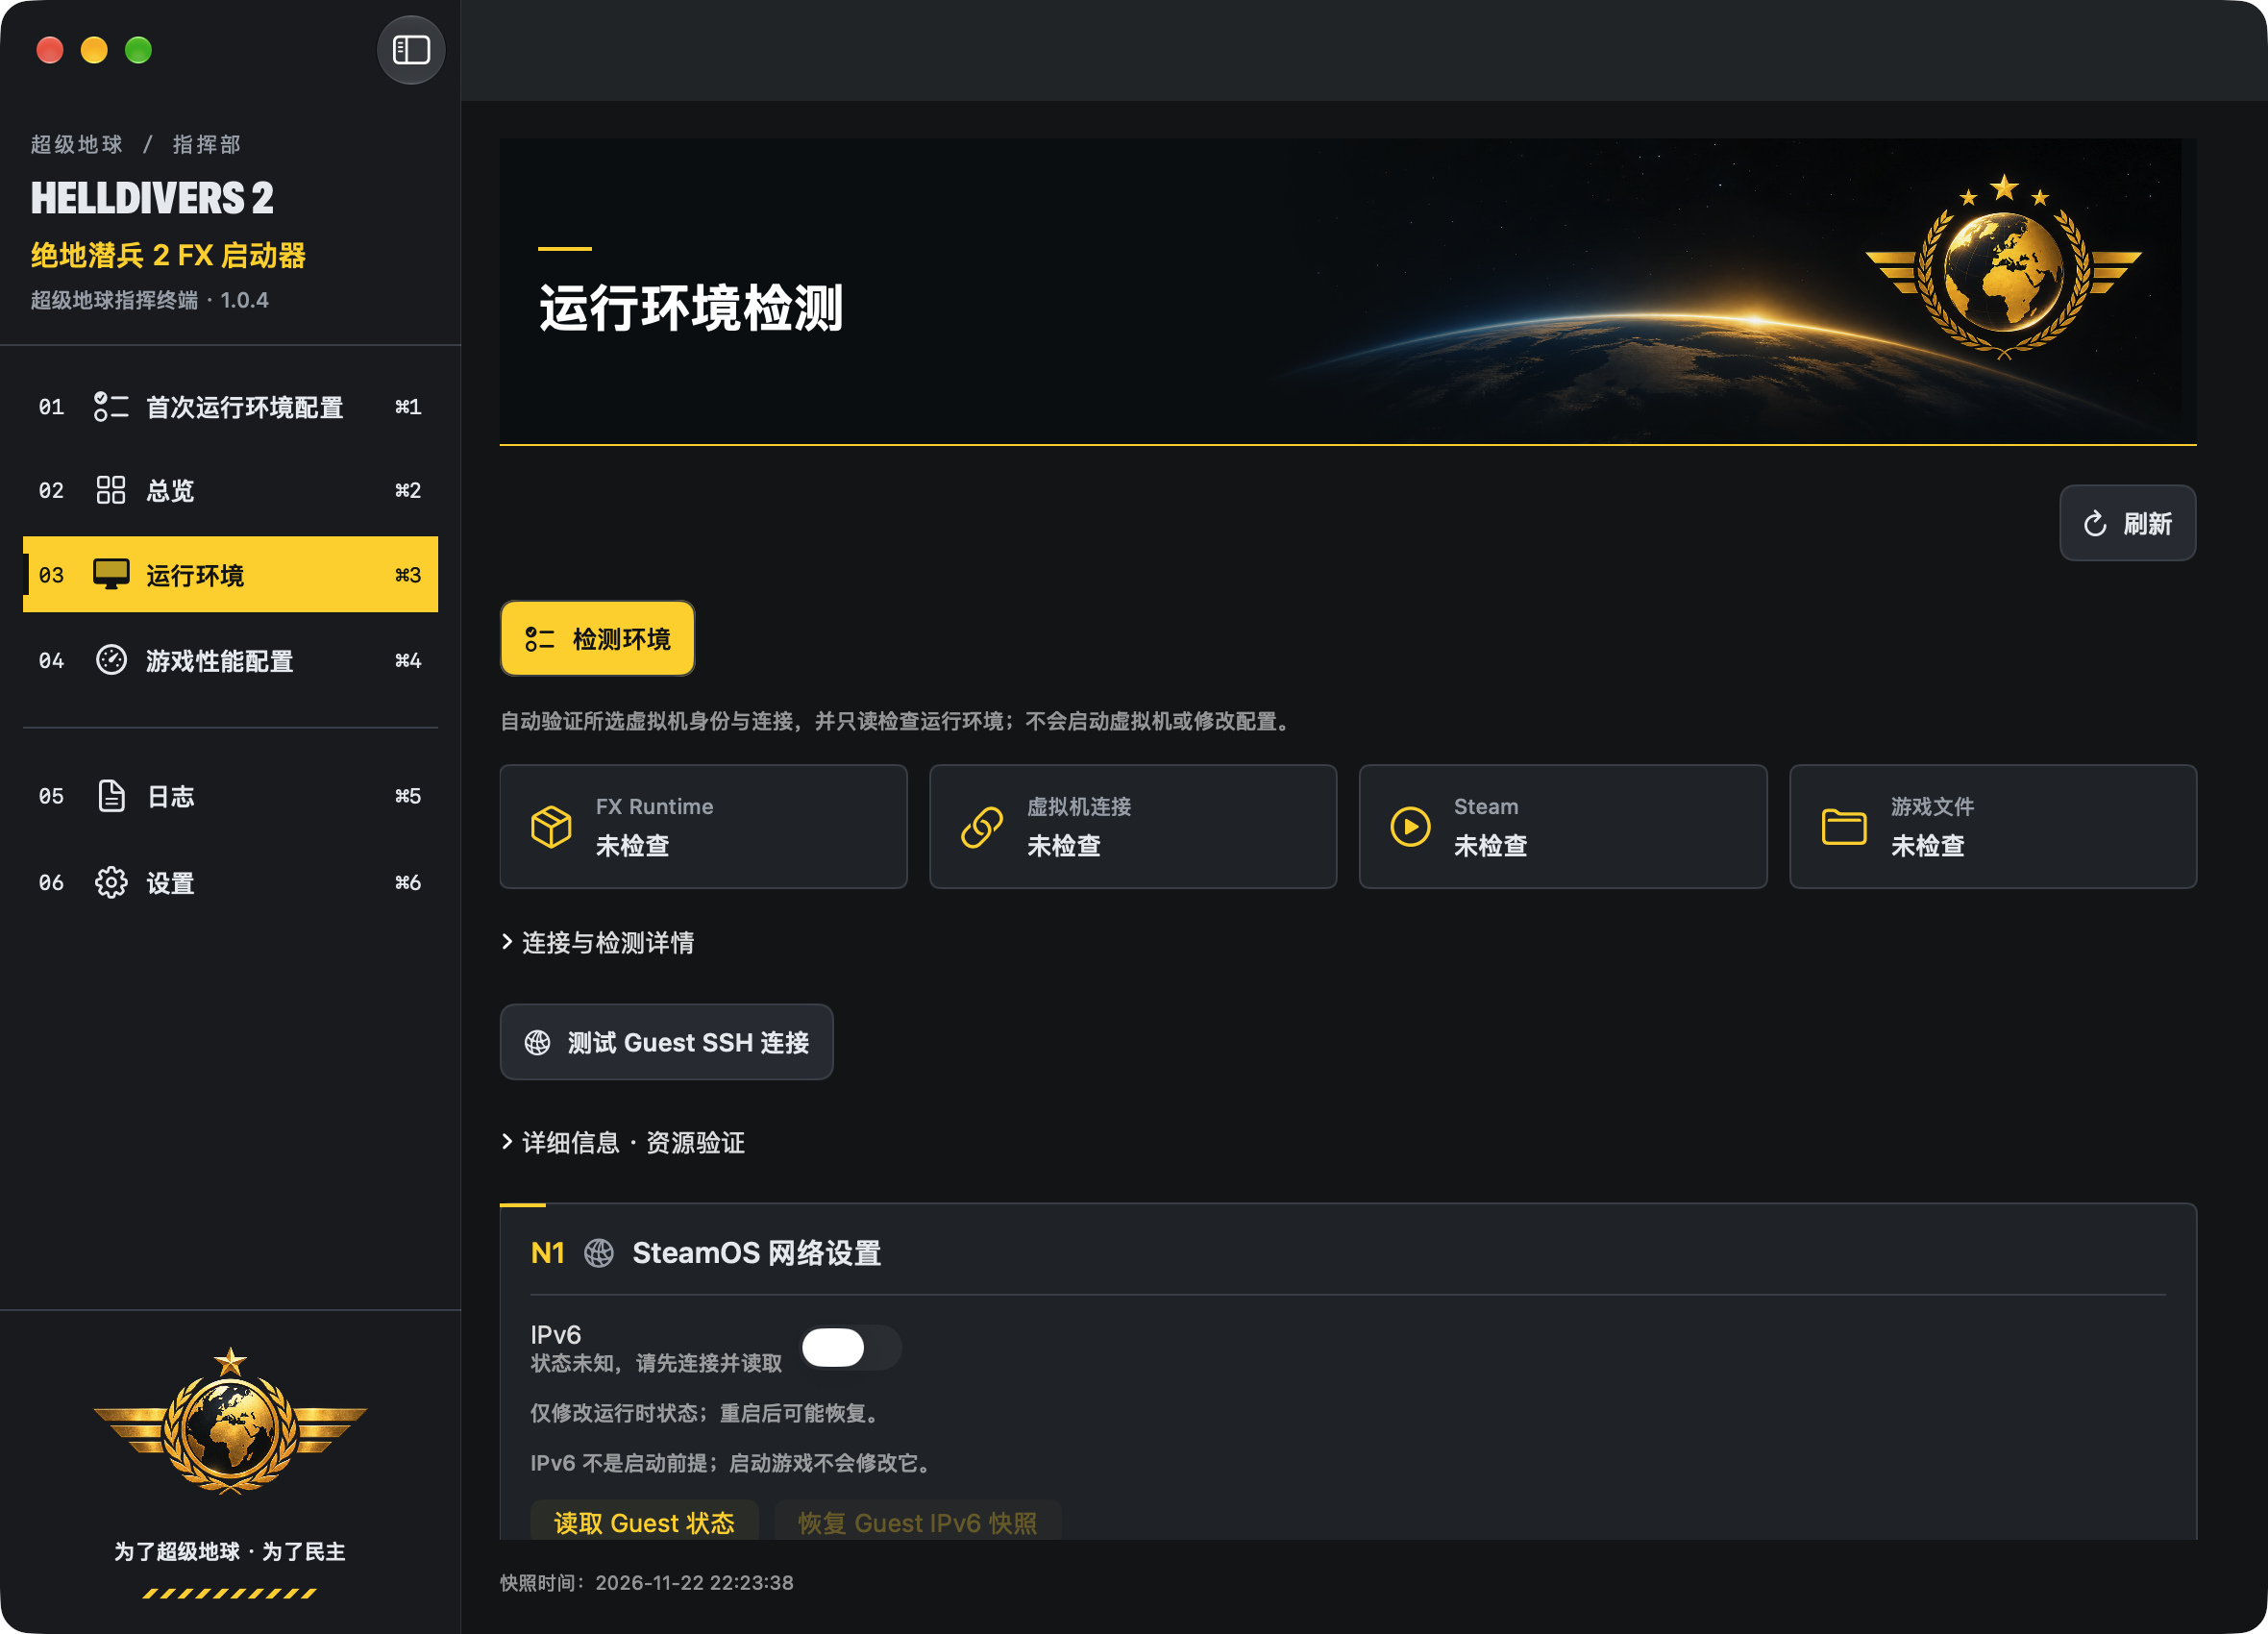 超级地球 / 指挥部
HELLDIVERS 2
绝地潜兵 2 FX 启动器
超级地球指挥终端 · 1.0.4
01 首次运行环境配置 ⌘1
02 总览 ⌘2
03 运行环境 ⌘3
04 游戏性能配置 ⌘4
05 日志 ⌘5
06 设置 ⌘6
为了超级地球 · 为了民主
运行环境检测
刷新
检测环境
自动验证所选虚拟机身份与连接，并只读检查运行环境；不会启动虚拟机或修改配置。
FX Runtime
未检查
虚拟机连接
未检查
Steam
未检查
游戏文件
未检查
连接与检测详情
测试 Guest SSH 连接
详细信息 · 资源验证
N1 SteamOS 网络设置
IPv6
状态未知，请先连接并读取
仅修改运行时状态；重启后可能恢复。
IPv6 不是启动前提；启动游戏不会修改它。
读取 Guest 状态 恢复 Guest IPv6 快照
快照时间：2026-11-22 22:23:38